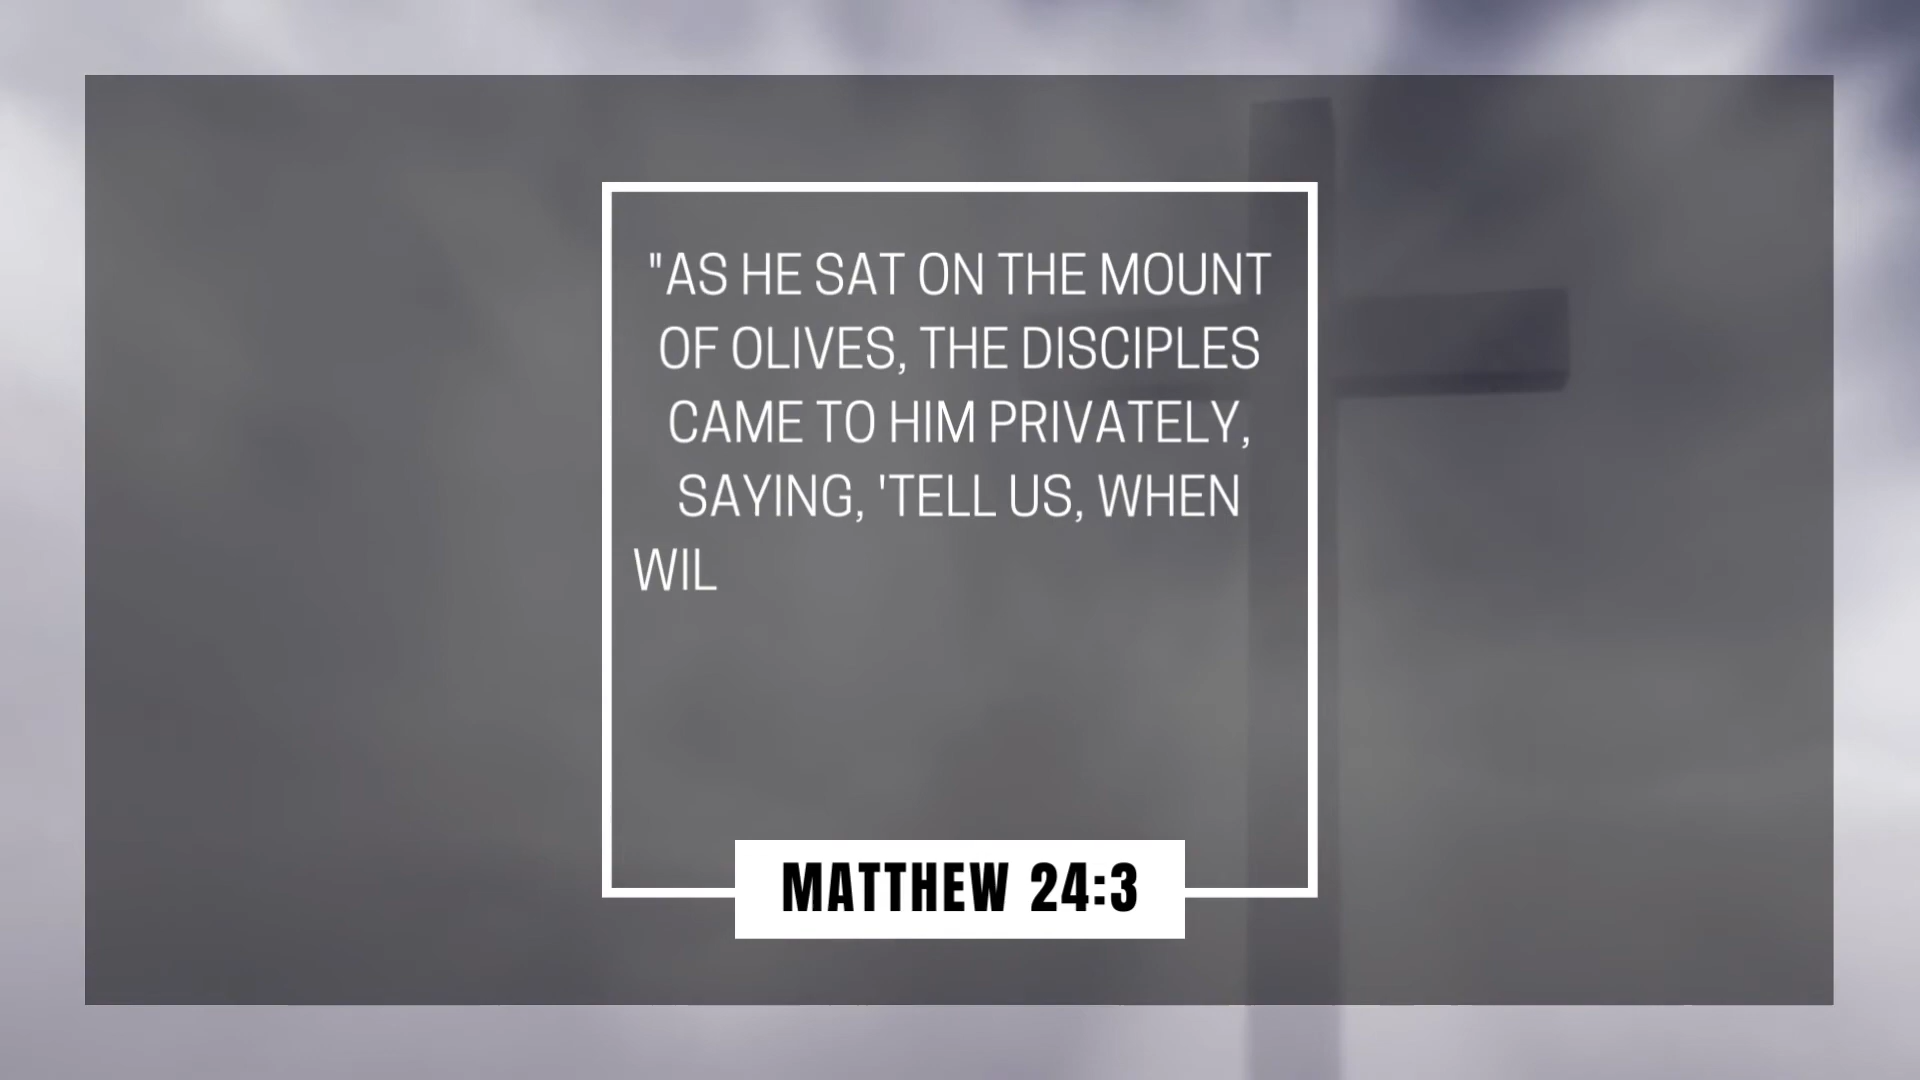 "AS HE SAT ON THE MOUNT
OF OLIVES, THE DISCIPLES
CAME TO HIM PRIVATELY,
SAYING, 'TELL US, WHEN
WIL
MATTHEW 24:3